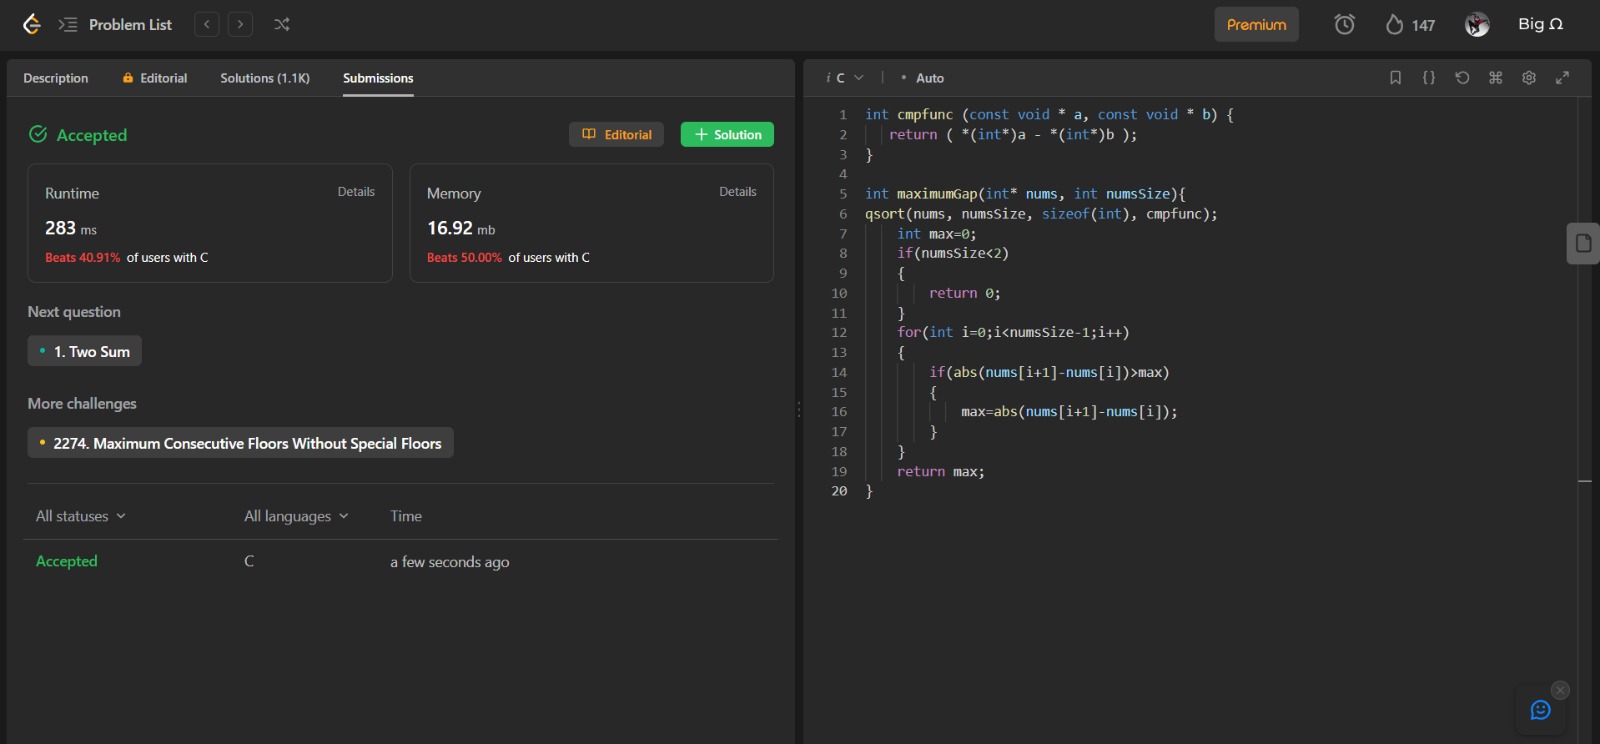 Problem List
Premium
147
Big Ω
Description
Editorial
Solutions (1.1K)
Submissions
Accepted
Editorial
+ Solution
Runtime
Details
283 ms
Beats 40.91% of users with C
Memory
Details
16.92 mb
Beats 50.00% of users with C
Next question
1. Two Sum
More challenges
2274. Maximum Consecutive Floors Without Special Floors
All statuses
All languages
Time
Accepted
C
a few seconds ago
i C
• Auto
1 int cmpfunc (const void * a, const void * b) {
2 return ( *(int*)a - *(int*)b );
3 }
4
5 int maximumGap(int* nums, int numsSize){
6 qsort(nums, numsSize, sizeof(int), cmpfunc);
7 int max=0;
8 if(numsSize<2)
9 {
10 return 0;
11 }
12 for(int i=0;i<numsSize-1;i++)
13 {
14 if(abs(nums[i+1]-nums[i])>max)
15 {
16 max=abs(nums[i+1]-nums[i]);
17 }
18 }
19 return max;
20 }